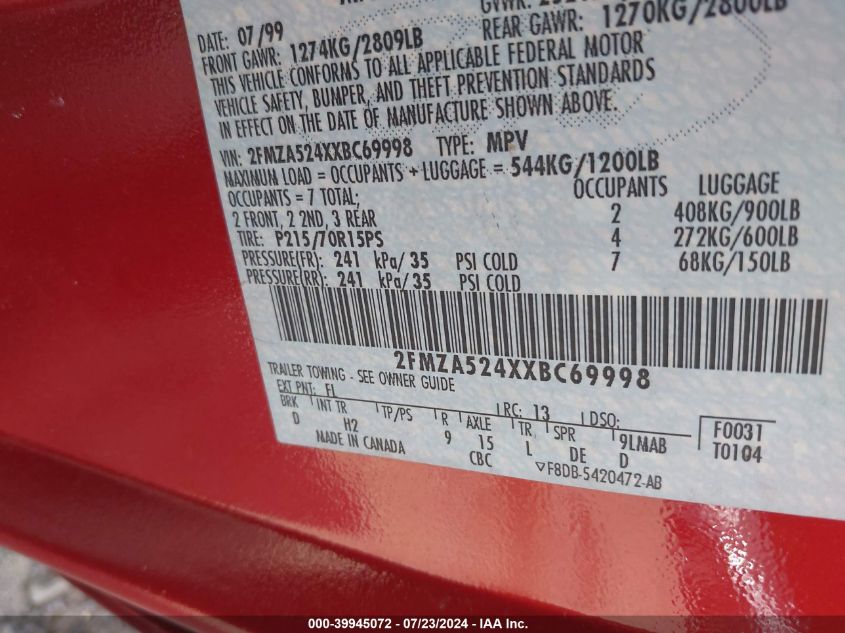 DATE: 07/99
FRONT GAWR: 1274KG/2809LB
REAR GAWR: 1270KG/2800LB
THIS VEHICLE CONFORMS TO ALL APPLICABLE FEDERAL MOTOR
VEHICLE SAFETY, BUMPER, AND THEFT PREVENTION STANDARDS
IN EFFECT ON THE DATE OF MANUFACTURE SHOWN ABOVE.
VIN: 2FMZA524XXBC69998 TYPE: MPV
MAXIMUM LOAD = OCCUPANTS + LUGGAGE = 544KG/1200LB
OCCUPANTS = 7 TOTAL; OCCUPANTS LUGGAGE
2 FRONT, 2 2ND, 3 REAR 2 408KG/900LB
TIRE: P215/70R15PS 4 272KG/600LB
PRESSURE(FR): 241 kPa/35 PSI COLD 7 68KG/150LB
PRESSURE(RR): 241 kPa/35 PSI COLD
2FMZA524XXBC69998
TRAILER TOWING - SEE OWNER GUIDE
EXT PNT: FL RC: 13 DSO:
BRK INT TR TP/PS R AXLE TR SPR 9LMAB F0031
D H2 9 15 L DE D T0104
MADE IN CANADA CBC F8DB-5420472-AB
000-39945072 - 07/23/2024 - IAA Inc.